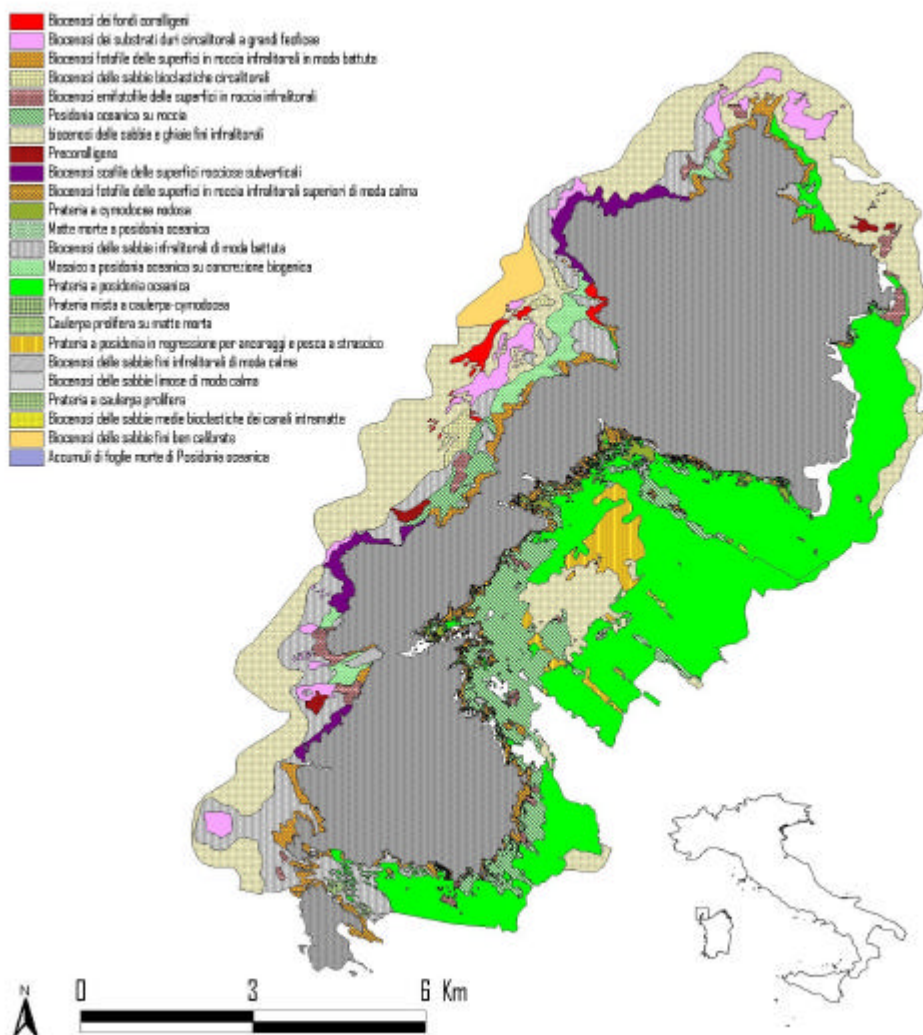 Biocenosi dei fondi coralligeni
Biocenosi dei substrati duri circalitorali a grandi feoficee
Biocenosi fotofile delle superfici in roccia infralitorali in moda battuta
Biocenosi delle sabbie bioclastiche circalitorali
Biocenosi emifotofile delle superfici in roccia infralitorali
Posidonia oceanica su roccia
biocenosi delle sabbie e ghiaie fini infralitorali
Precoralligeno
Biocenosi sciafile delle superfici rocciose subverticali
Biocenosi fotofile delle superfici in roccia infralitorali superiori di moda calma
Prateria a cymodocea nodosa
Matte morte a posidonia oceanica
Biocenosi delle sabbie infralitorali di moda battuta
Mosaico a posidonia oceanica su concrezione biogenica
Prateria a posidonia oceanica
Prateria mista a caulerpa-cymodocea
Caulerpa prolifera su matte morta
Prateria a posidonia in regressione per ancoraggi e pesca a strascico
Biocenosi delle sabbie fini infralitorali di moda calma
Biocenosi delle sabbie limose di moda calma
Prateria a caulerpa prolifera
Biocenosi delle sabbie medie bioclastiche dei canali intramatte
Biocenosi delle sabbie fini ben calibrate
Accumuli di foglie morte di Posidonia oceanica
N
0 3 6 Km